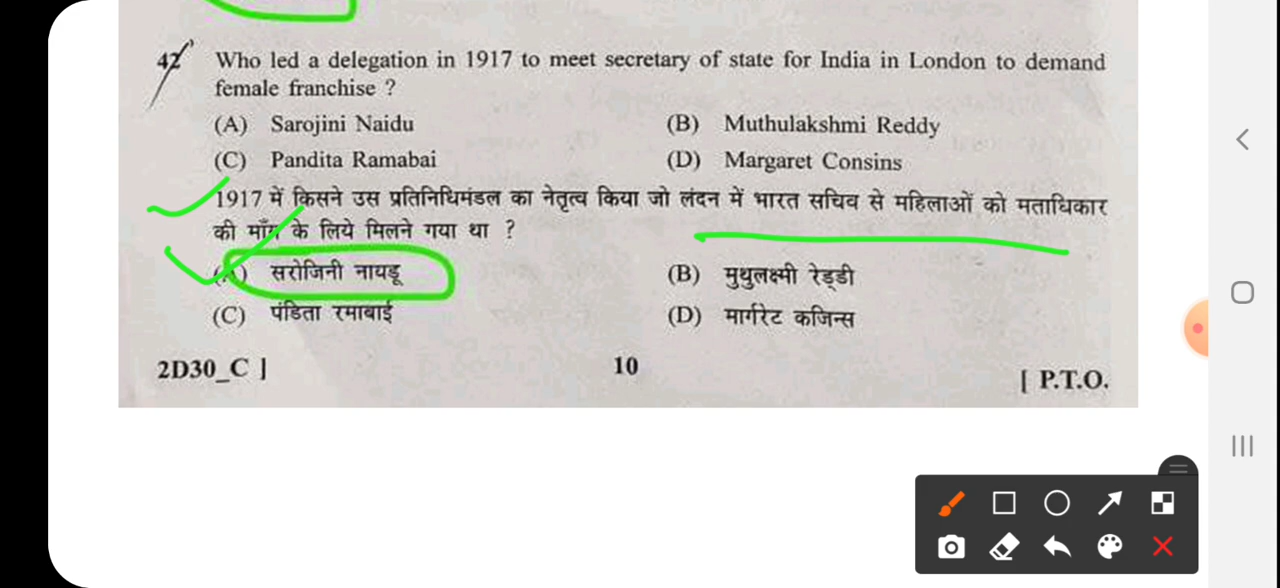 42 Who led a delegation in 1917 to meet secretary of state for India in London to demand
female franchise ?
(A) Sarojini Naidu (B) Muthulakshmi Reddy
(C) Pandita Ramabai (D) Margaret Consins
1917 में किसने उस प्रतिनिधिमंडल का नेतृत्व किया जो लंदन में भारत सचिव से महिलाओं को मताधिकार
की माँग के लिये मिलने गया था ?
(A) सरोजिनी नायडू (B) मुथुलक्ष्मी रेड्डी
(C) पंडिता रमाबाई (D) मार्गरेट कजिन्स
2D30_C ] 10 [ P.T.O.